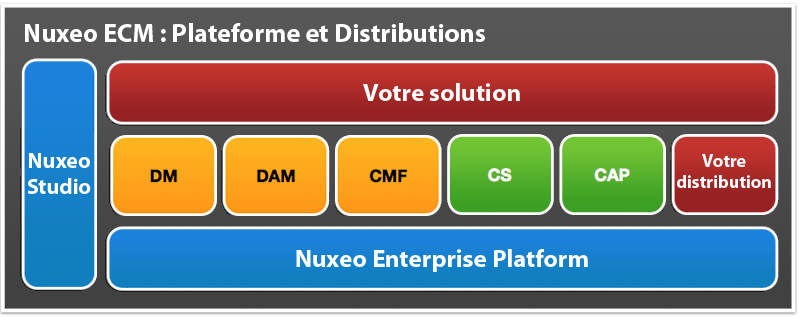 Nuxeo ECM : Plateforme et Distributions
Votre solution
Nuxeo
Studio
DM
DAM
CMF
CS
CAP
Votre
distribution
Nuxeo Enterprise Platform